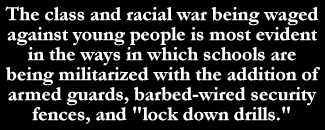 The class and racial war being waged
against young people is most evident
in the ways in which schools are
being militarized with the addition of
armed guards, barbed-wired security
fences, and "lock down drills."